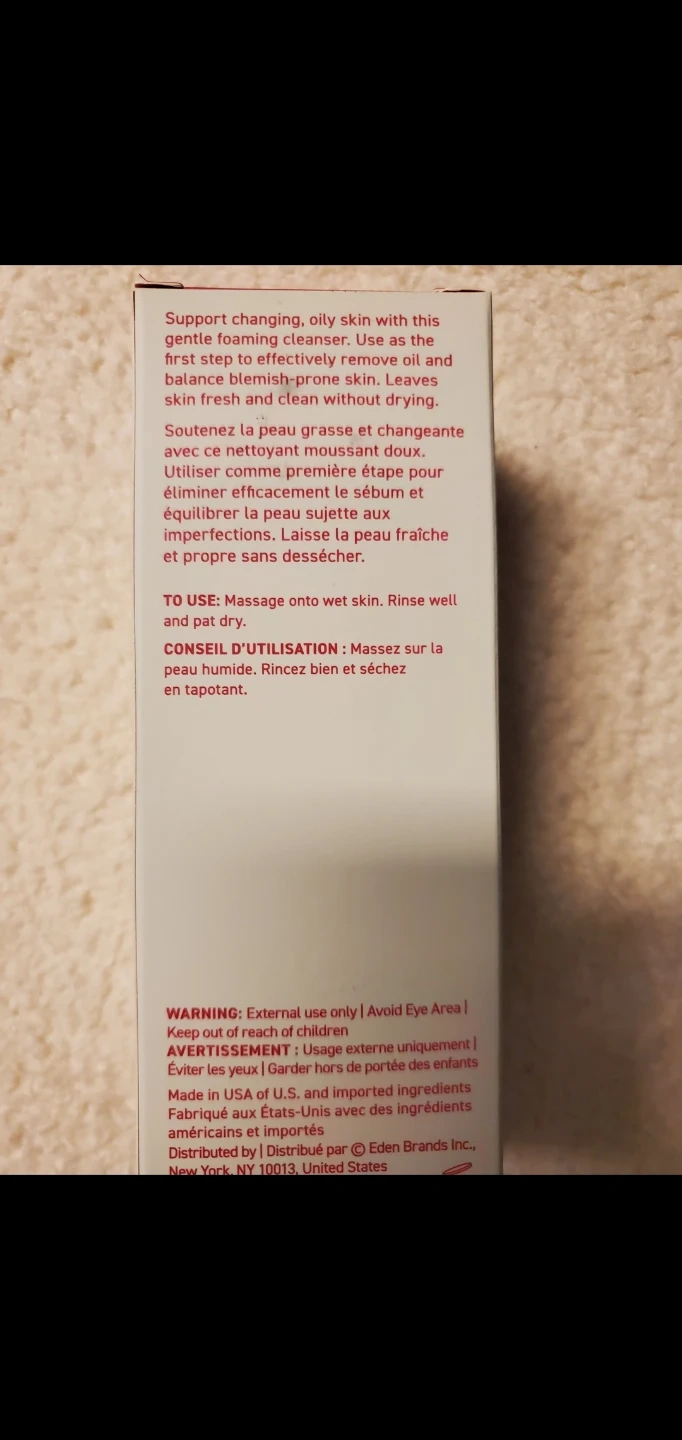 Support changing, oily skin with this
gentle foaming cleanser. Use as the
first step to effectively remove oil and
balance blemish-prone skin. Leaves
skin fresh and clean without drying.
Soutenez la peau grasse et changeante
avec ce nettoyant moussant doux.
Utiliser comme première étape pour
éliminer efficacement le sébum et
équilibrer la peau sujette aux
imperfections. Laisse la peau fraîche
et propre sans dessécher.
TO USE: Massage onto wet skin. Rinse well
and pat dry.
CONSEIL D'UTILISATION : Massez sur la
peau humide. Rincez bien et séchez
en tapotant.
WARNING: External use only | Avoid Eye Area |
Keep out of reach of children
AVERTISSEMENT : Usage externe uniquement |
Éviter les yeux | Garder hors de portée des enfants
Made in USA of U.S. and imported ingredients
Fabriqué aux États-Unis avec des ingrédients
américains et importés
Distributed by | Distribué par © Eden Brands Inc.,
New York, NY 10013, United States